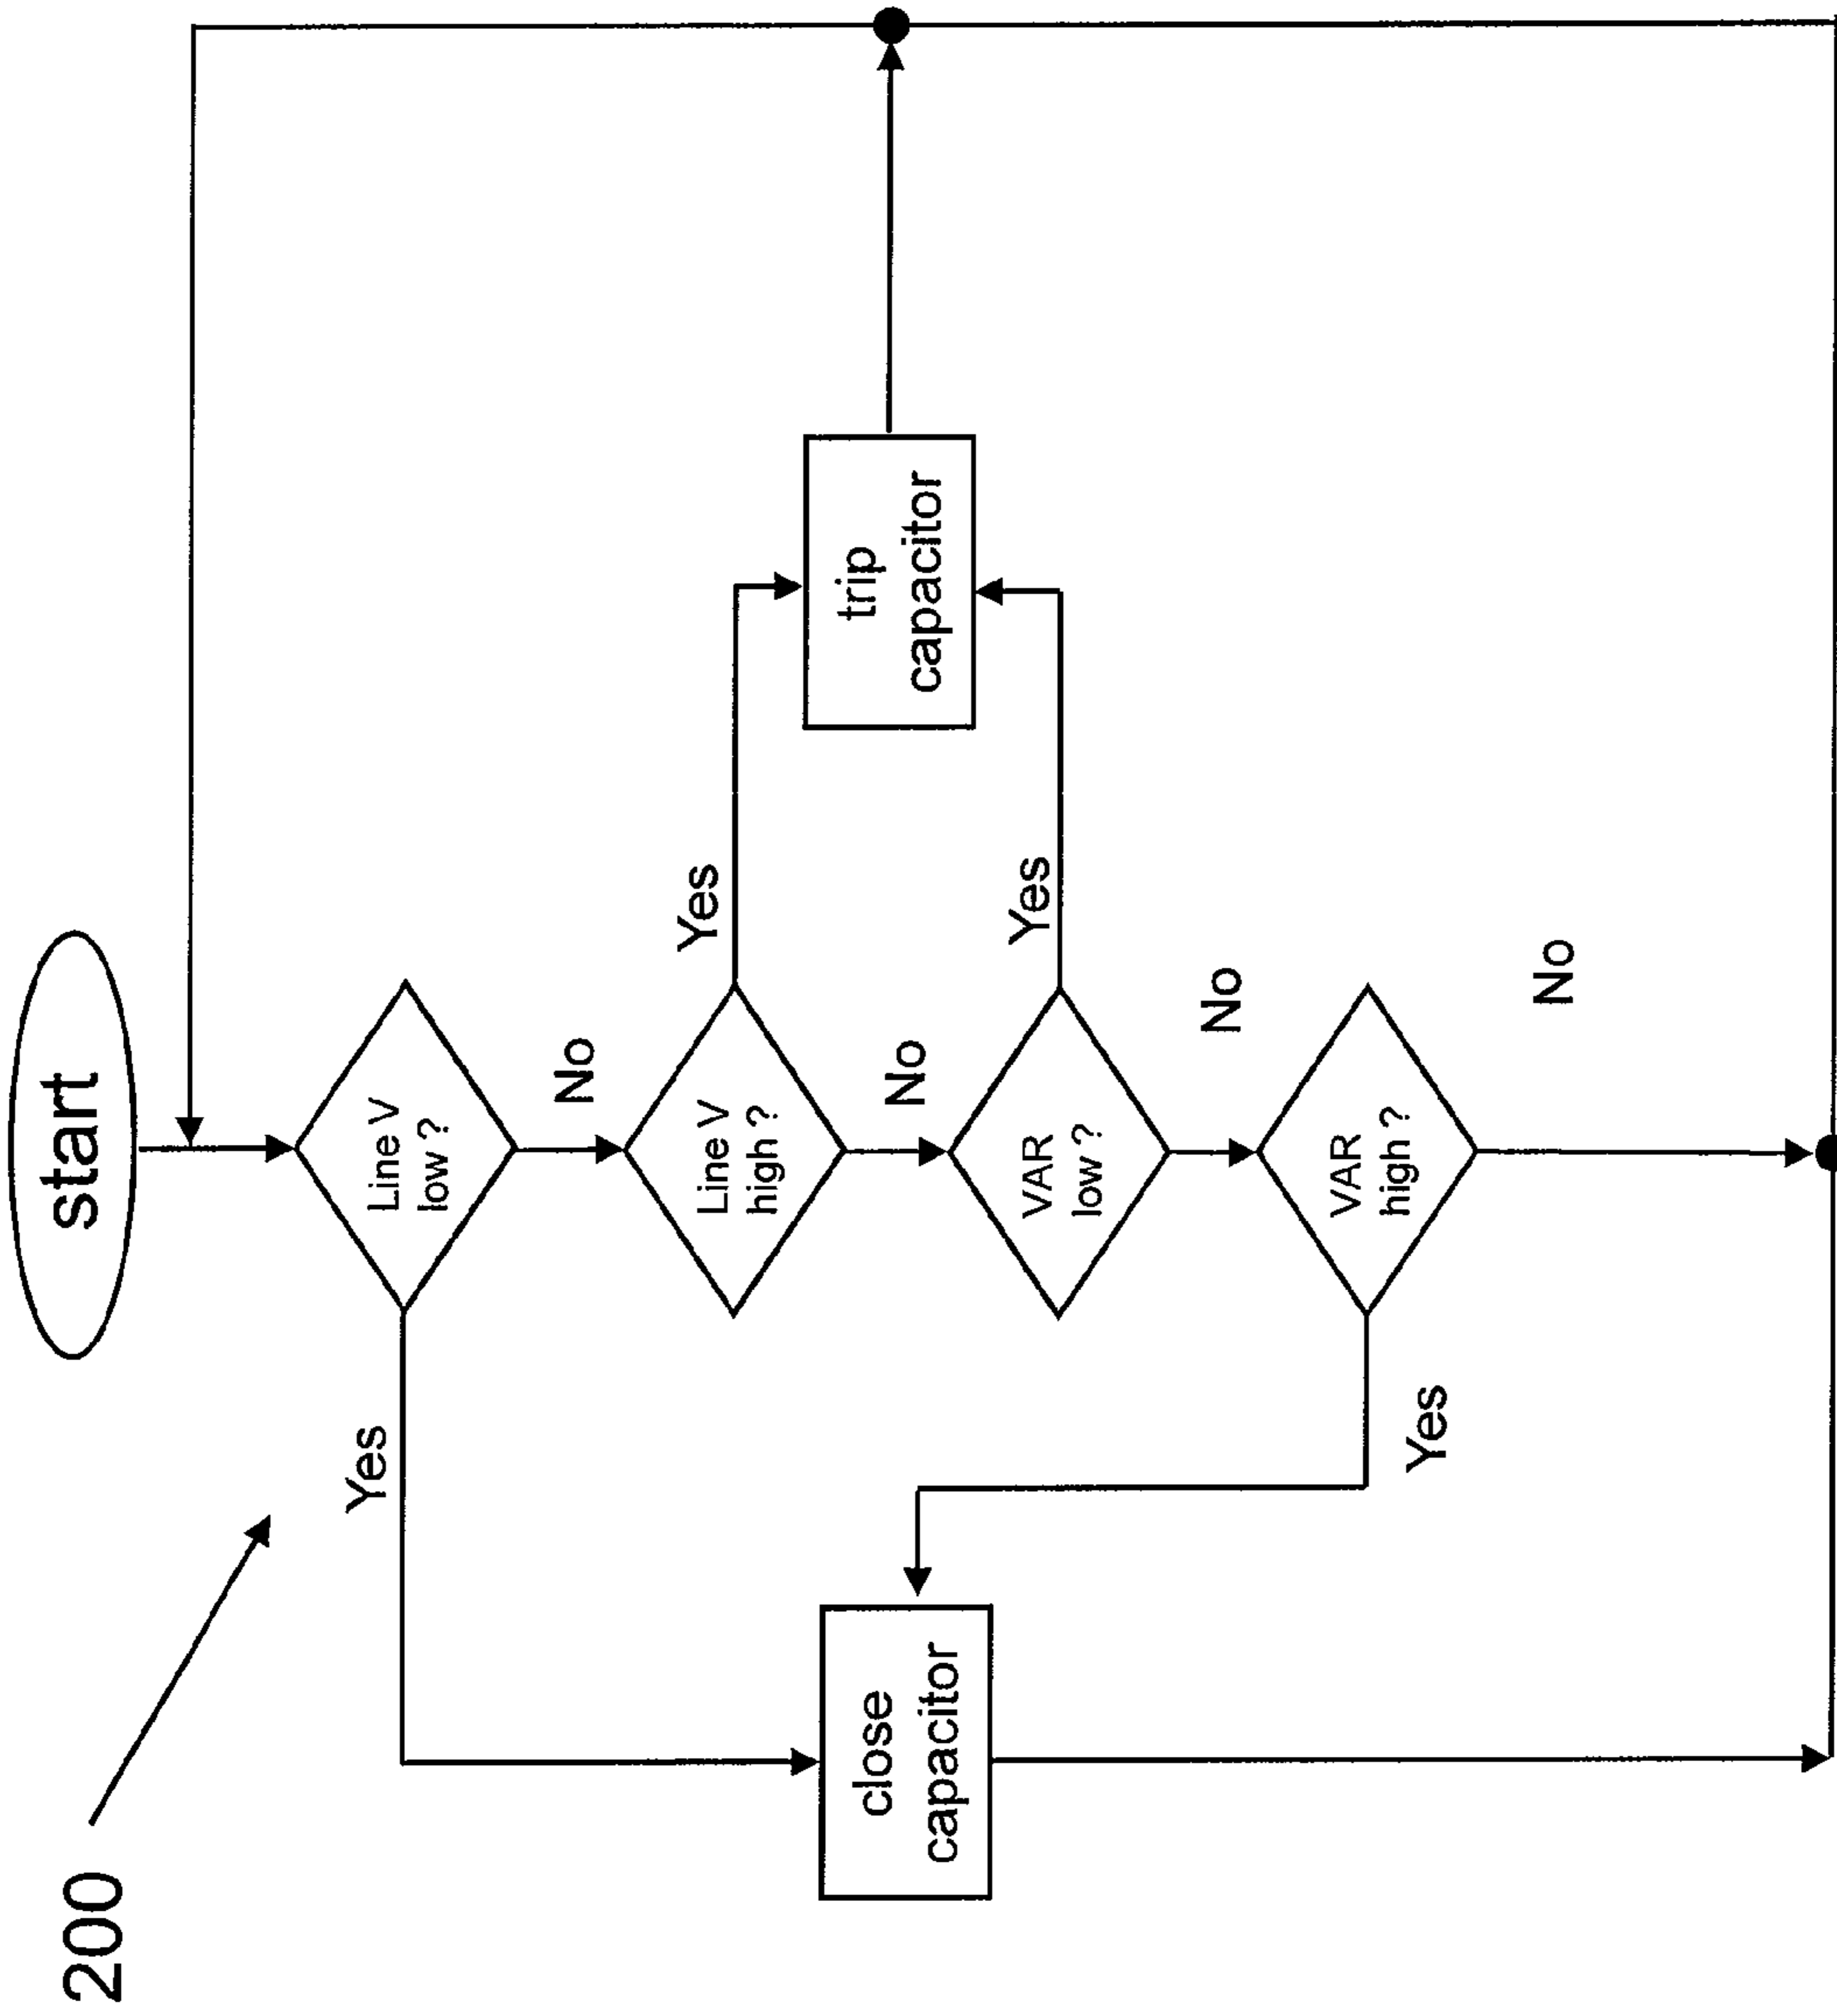 200
start
Line V
low ?
Yes
No
Line V
high ?
Yes
No
trip
capacitor
VAR
low ?
Yes
No
close
capacitor
VAR
high ?
Yes
No